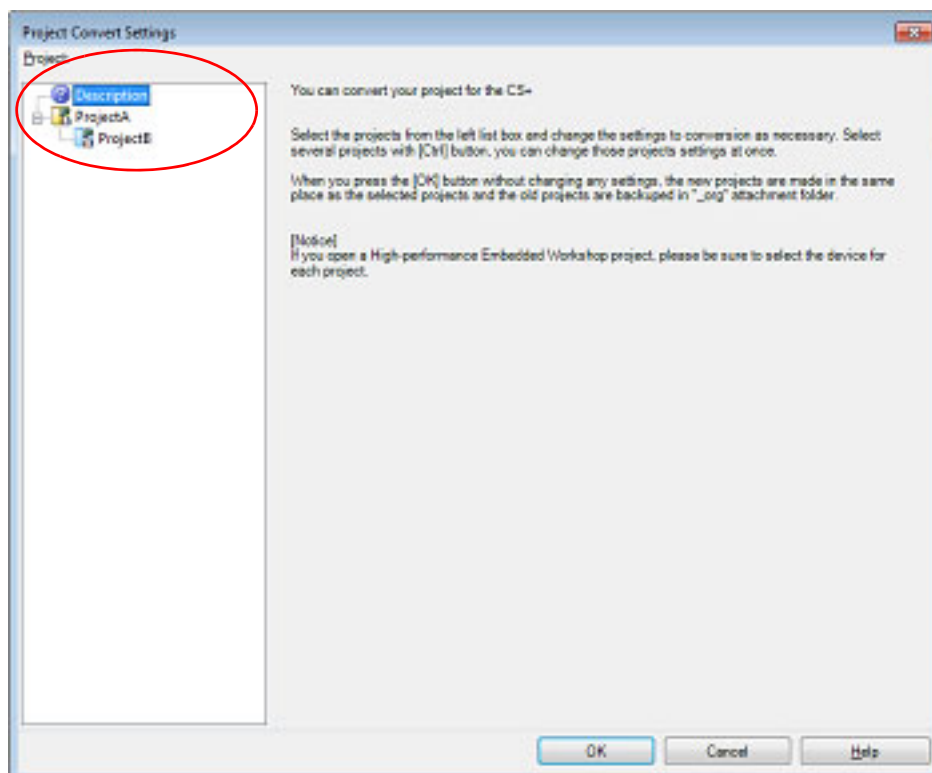 Project Convert Settings
Project:
Description
ProjectA
ProjectB
You can convert your project for the CS+
Select the projects from the left list box and change the settings to conversion as necessary. Select
several projects with [Ctrl] button, you can change those projects settings at once.
When you press the [OK] button without changing any settings, the new projects are made in the same
place as the selected projects and the old projects are backuped in "_org" attachment folder.
[Notice]
If you open a High-performance Embedded Workshop project, please be sure to select the device for
each project.
OK
Cancel
Help